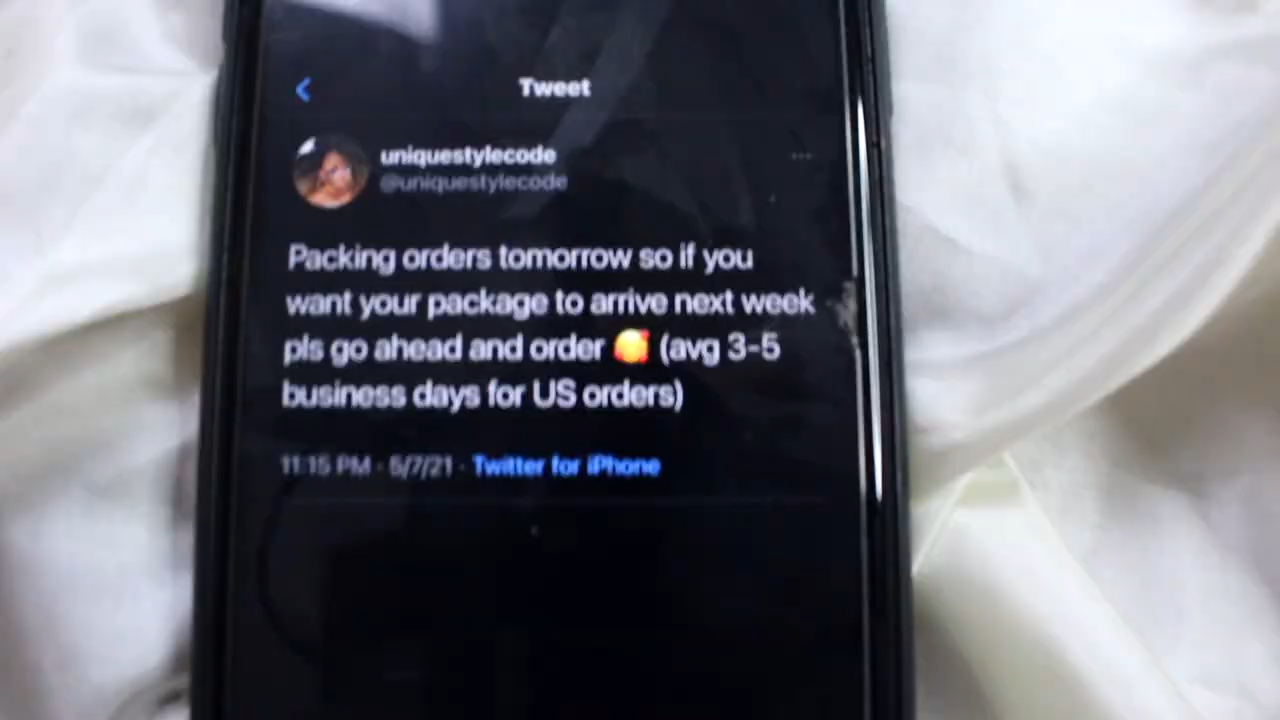 Tweet
uniquestylecode
@uniquestylecode
Packing orders tomorrow so if you
want your package to arrive next week
pls go ahead and order 🥰 (avg 3-5
business days for US orders)
11:15 PM · 5/7/21 · Twitter for iPhone